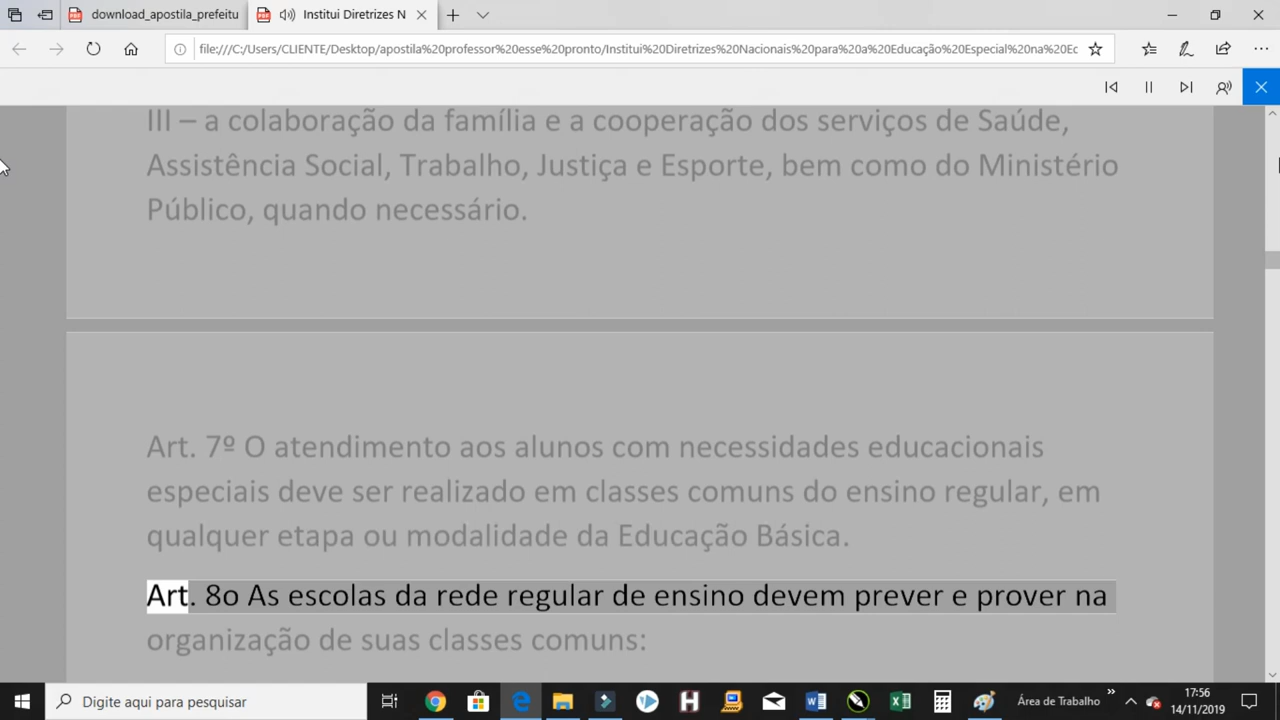 download_apostila_prefeitu
Institui Diretrizes N
file:///C:/Users/CLIENTE/Desktop/apostila%20professor%20esse%20pronto/Institui%20Diretrizes%20Nacionais%20para%20a%20Educação%20Especial%20na%20Ec
III – a colaboração da família e a cooperação dos serviços de Saúde,
Assistência Social, Trabalho, Justiça e Esporte, bem como do Ministério
Público, quando necessário.
Art. 7º O atendimento aos alunos com necessidades educacionais
especiais deve ser realizado em classes comuns do ensino regular, em
qualquer etapa ou modalidade da Educação Básica.
Art. 8o As escolas da rede regular de ensino devem prever e prover na
organização de suas classes comuns:
Digite aqui para pesquisar
Área de Trabalho
17:56
14/11/2019